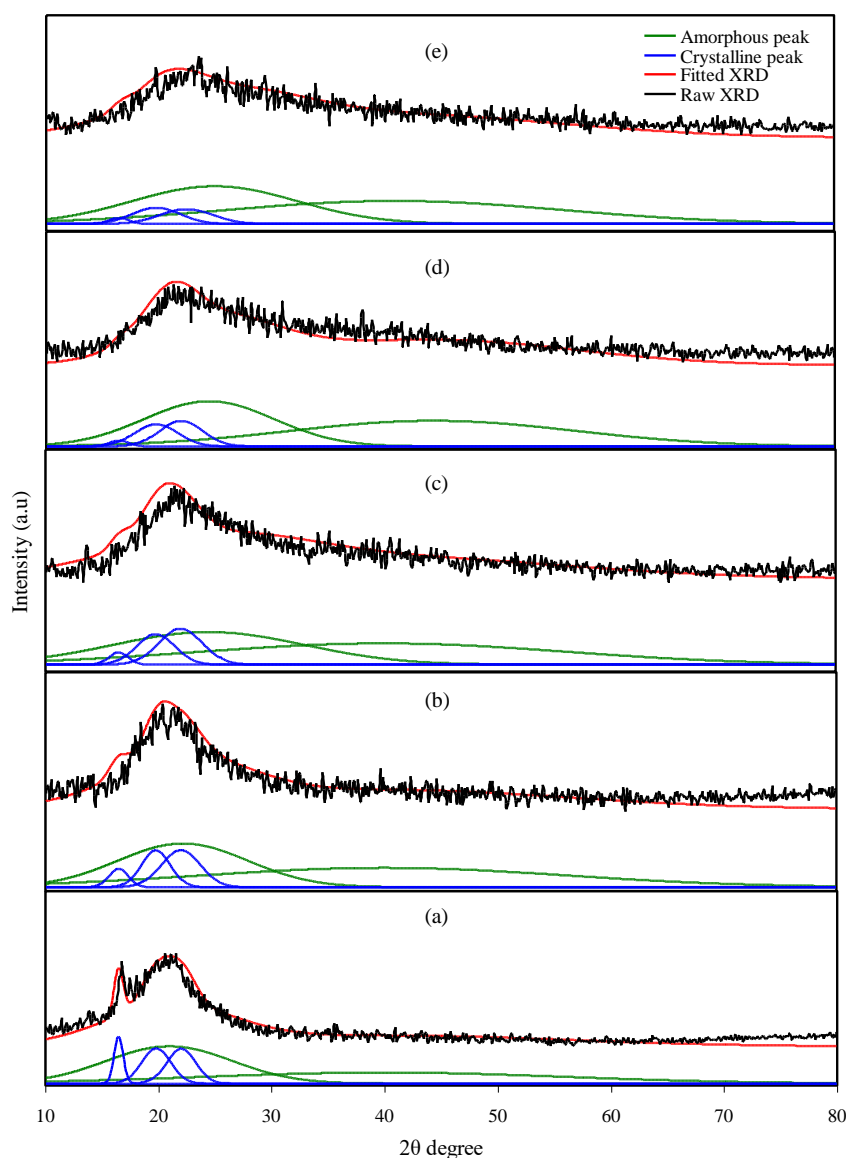 (e)
Amorphous peak
Crystalline peak
Fitted XRD
Raw XRD
(d)
(c)
Intensity (a.u)
(b)
(a)
10 20 30 40 50 60 70 80
2θ degree